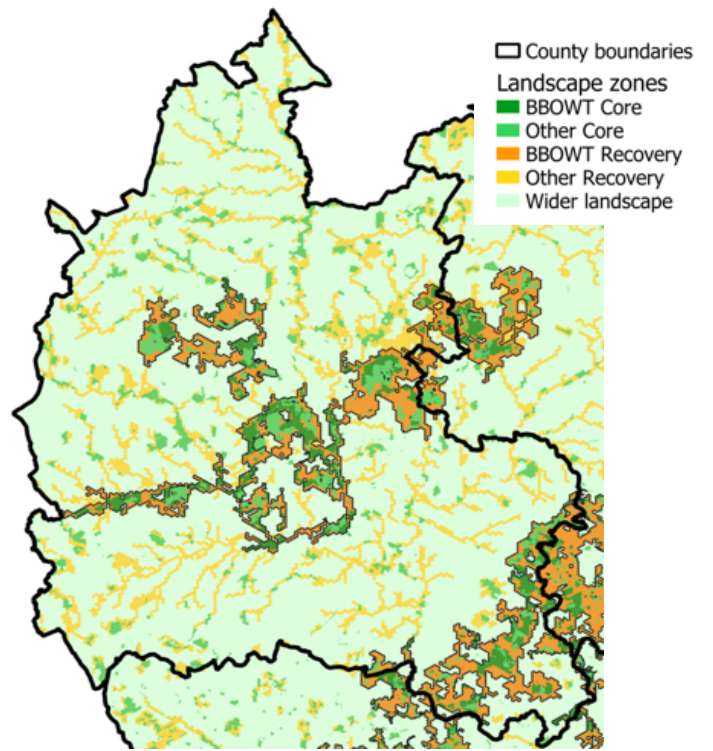 County boundaries
Landscape zones
BBOWT Core
Other Core
BBOWT Recovery
Other Recovery
Wider landscape